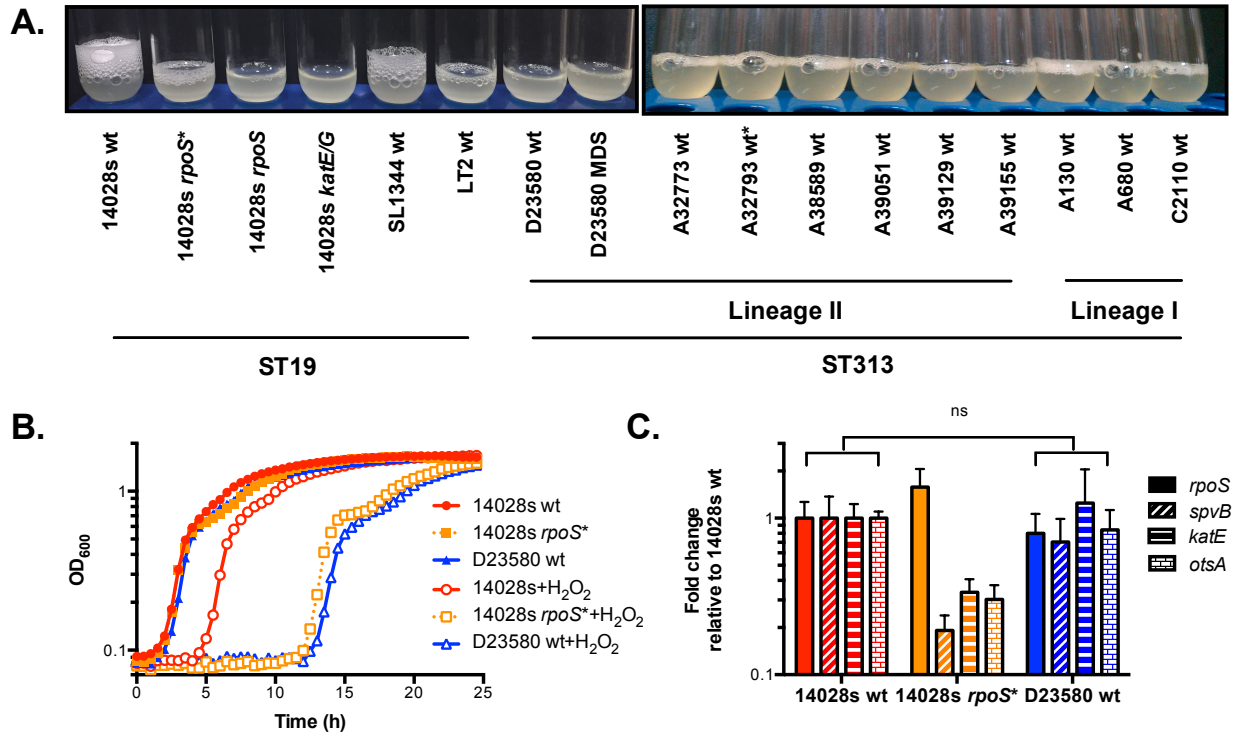 A.
14028s wt
14028s rpoS*
14028s rpoS
14028s katE/G
SL1344 wt
LT2 wt
D23580 wt
D23580 MDS
A32773 wt
A32793 wt*
A38589 wt
A39051 wt
A39129 wt
A39155 wt
A130 wt
A680 wt
C2110 wt
Lineage II
Lineage I
ST19
ST313
B.
OD600
1
0.1
0 5 10 15 20 25
Time (h)
14028s wt
14028s rpoS*
D23580 wt
14028s+H2O2
14028s rpoS*+H2O2
D23580 wt+H2O2
C.
ns
Fold change
relative to 14028s wt
1
0.1
14028s wt 14028s rpoS* D23580 wt
rpoS
spvB
katE
otsA